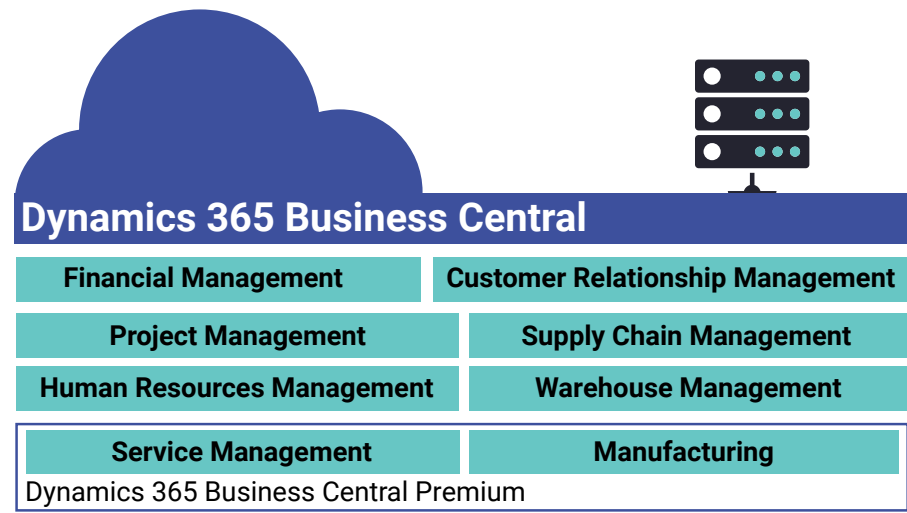 Dynamics 365 Business Central
Financial Management
Customer Relationship Management
Project Management
Supply Chain Management
Human Resources Management
Warehouse Management
Service Management
Manufacturing
Dynamics 365 Business Central Premium